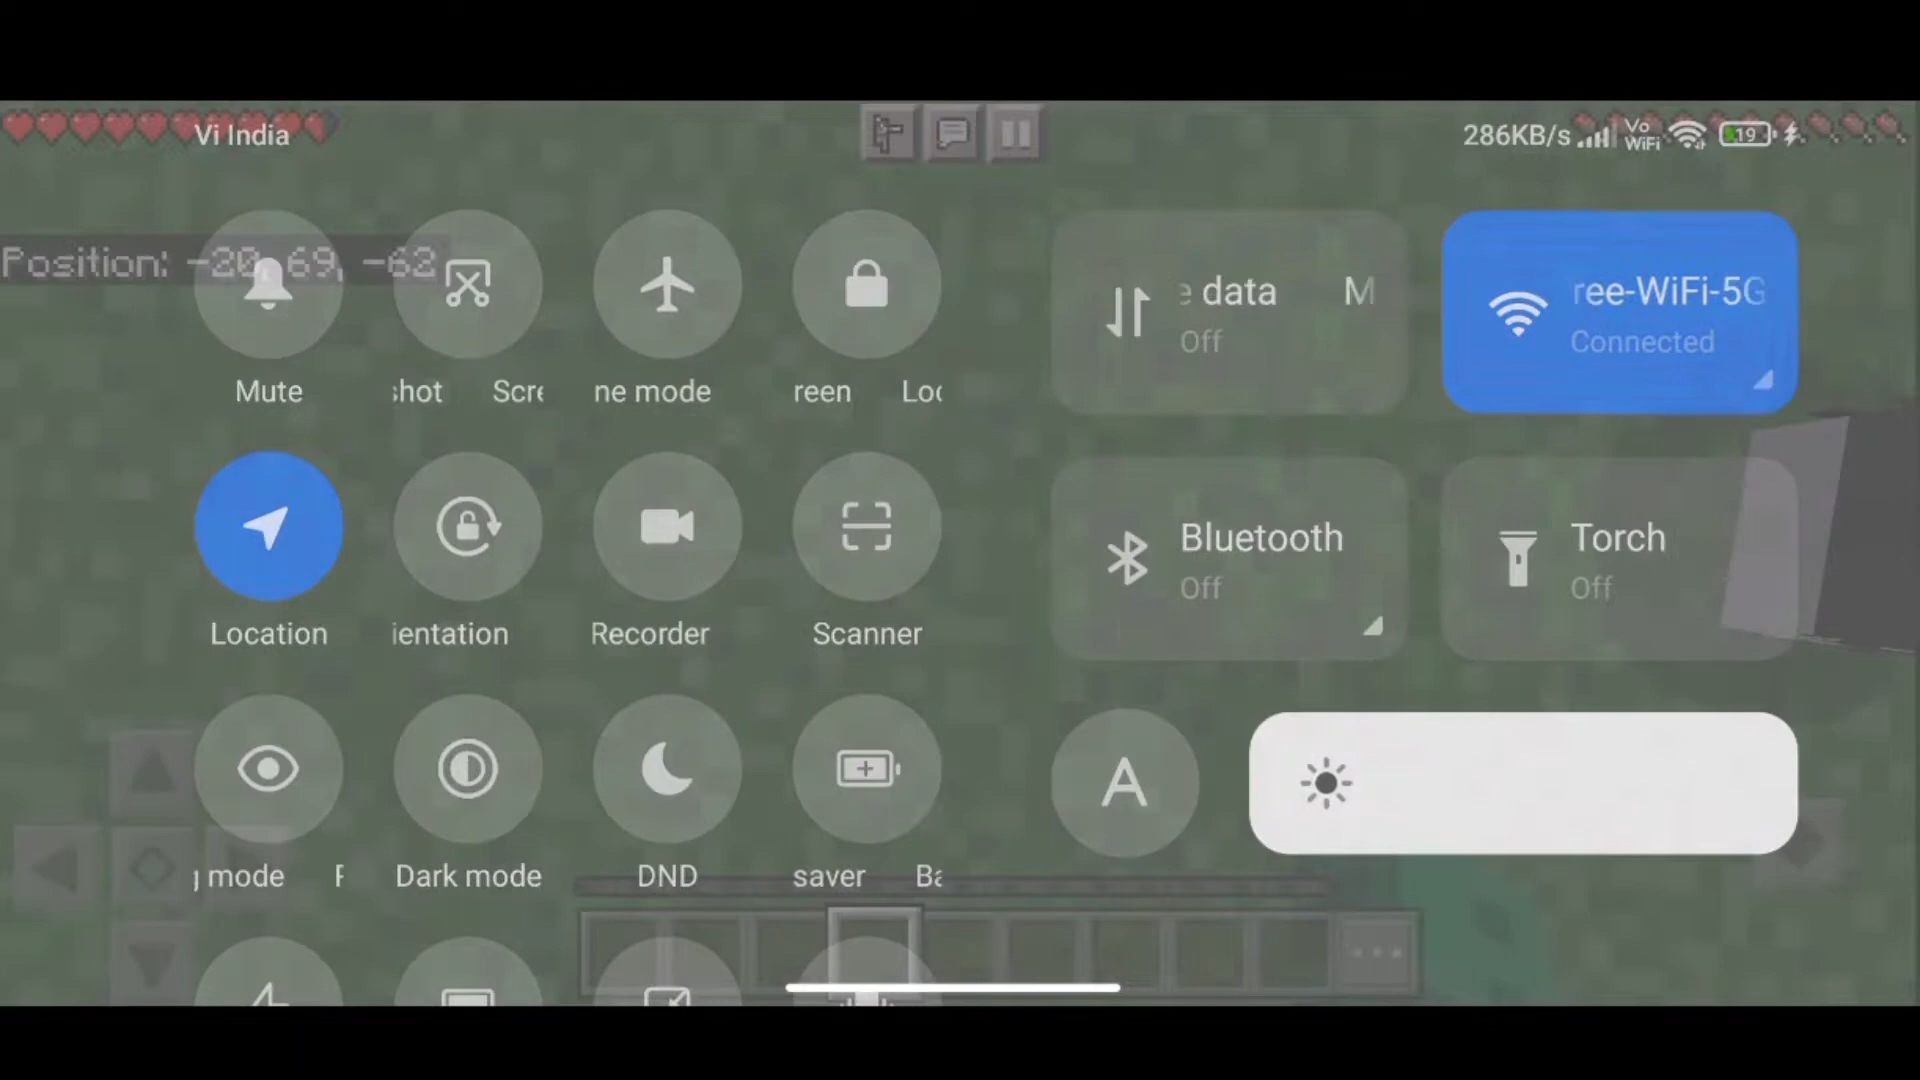 Vi India
286KB/s
Vo
WiFi
19
Position: -20, 69, -62
e data M
Off
ree-WiFi-5G
Connected
Mute
shot Scre
ne mode
reen Loc
Bluetooth
Off
Torch
Off
Location
ientation
Recorder
Scanner
A
g mode
Dark mode
DND
saver Ba